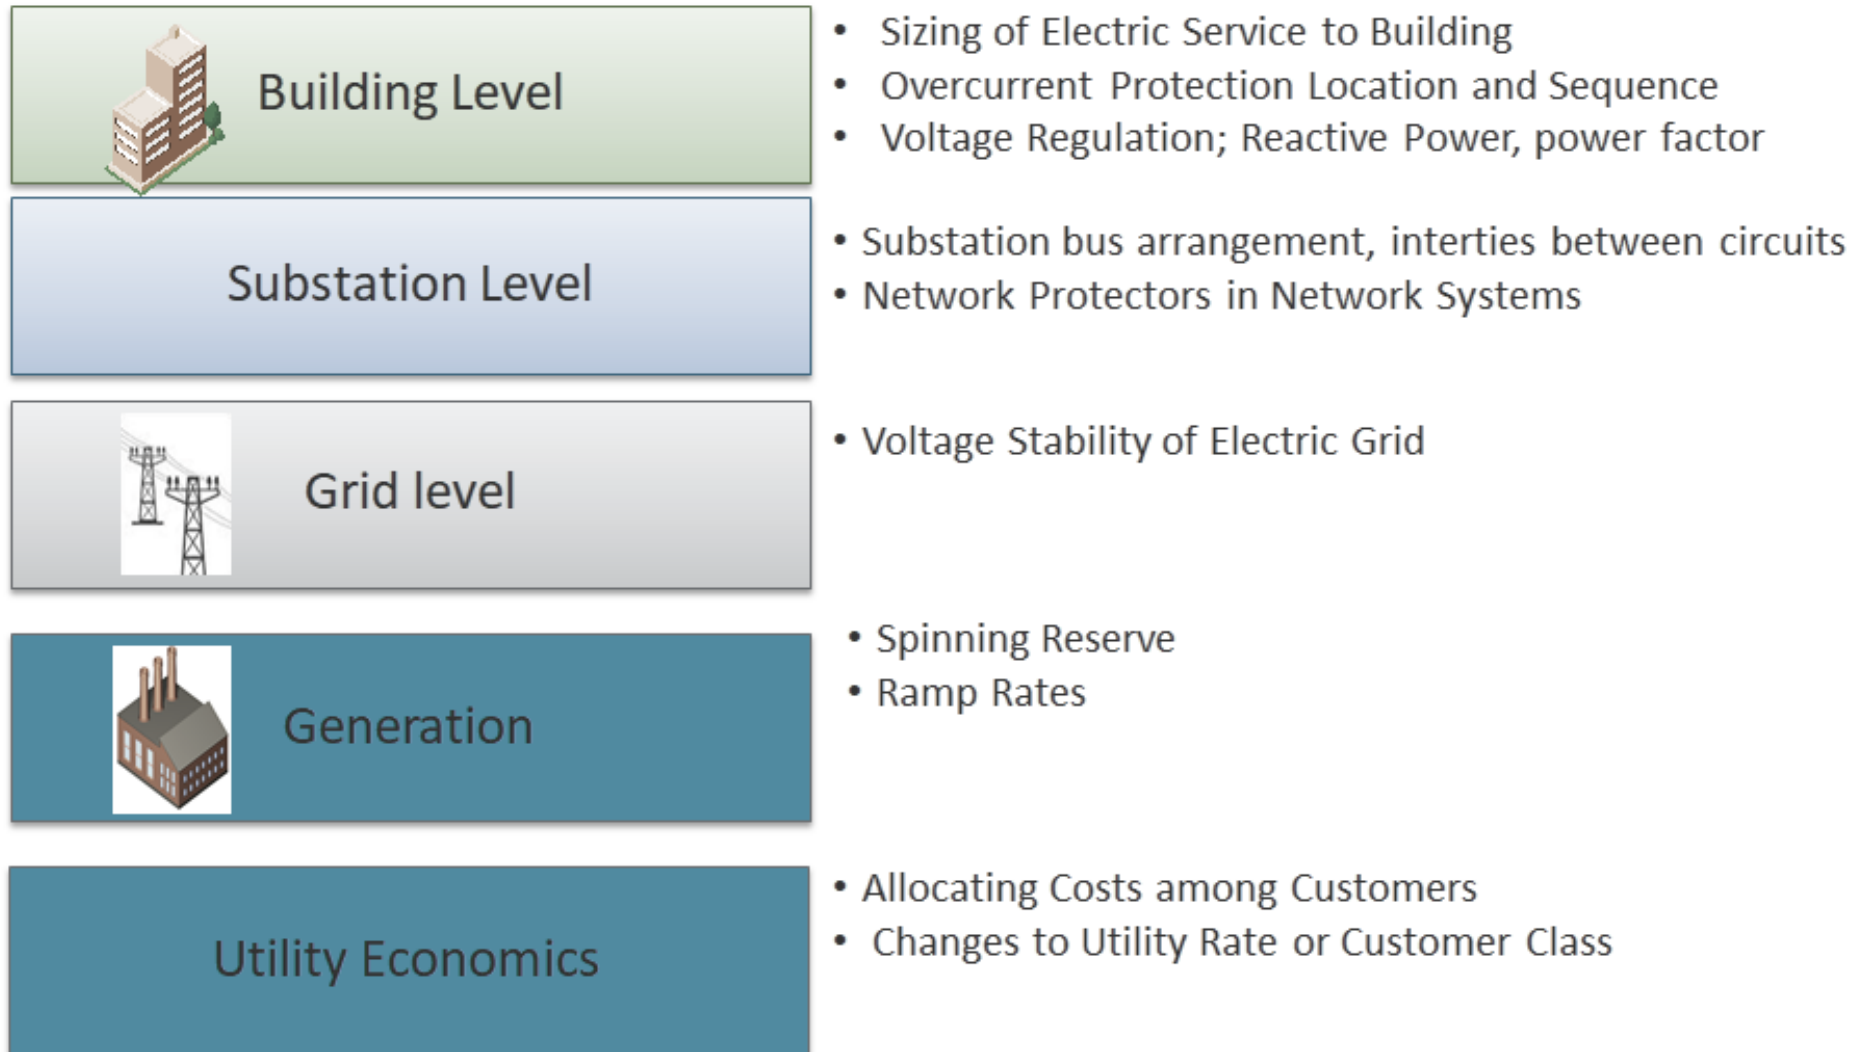 Building Level
• Sizing of Electric Service to Building
• Overcurrent Protection Location and Sequence
• Voltage Regulation; Reactive Power, power factor
Substation Level
• Substation bus arrangement, interties between circuits
• Network Protectors in Network Systems
Grid level
• Voltage Stability of Electric Grid
Generation
• Spinning Reserve
• Ramp Rates
Utility Economics
• Allocating Costs among Customers
• Changes to Utility Rate or Customer Class